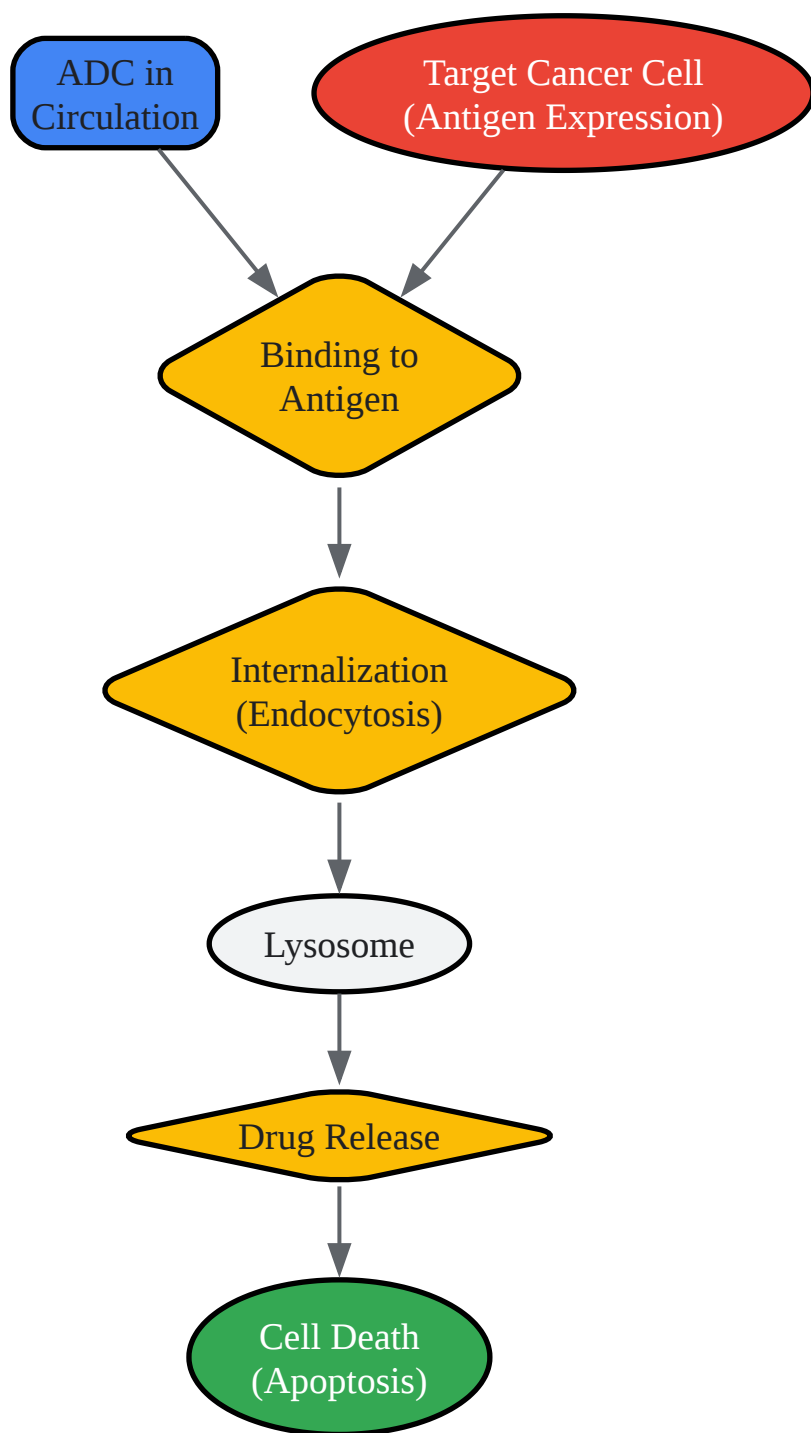 ADC in
Circulation
Target Cancer Cell
(Antigen Expression)
Binding to
Antigen
Internalization
(Endocytosis)
Lysosome
Drug Release
Cell Death
(Apoptosis)